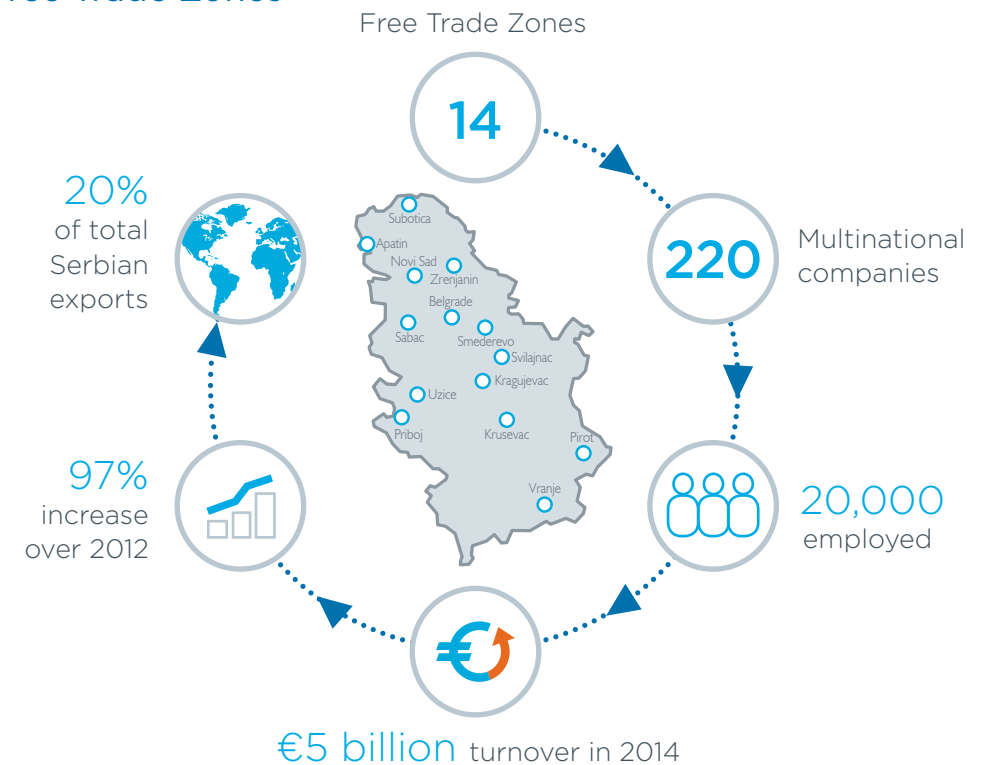 Free Trade Zones
14
220
Multinational
companies
20,000
employed
€5 billion turnover in 2014
97%
increase
over 2012
20%
of total
Serbian
exports
Subotica
Apatin
Novi Sad
Zrenjanin
Belgrade
Sabac
Smederevo
Svilajnac
Kragujevac
Uzice
Priboj
Krusevac
Pirot
Vranje